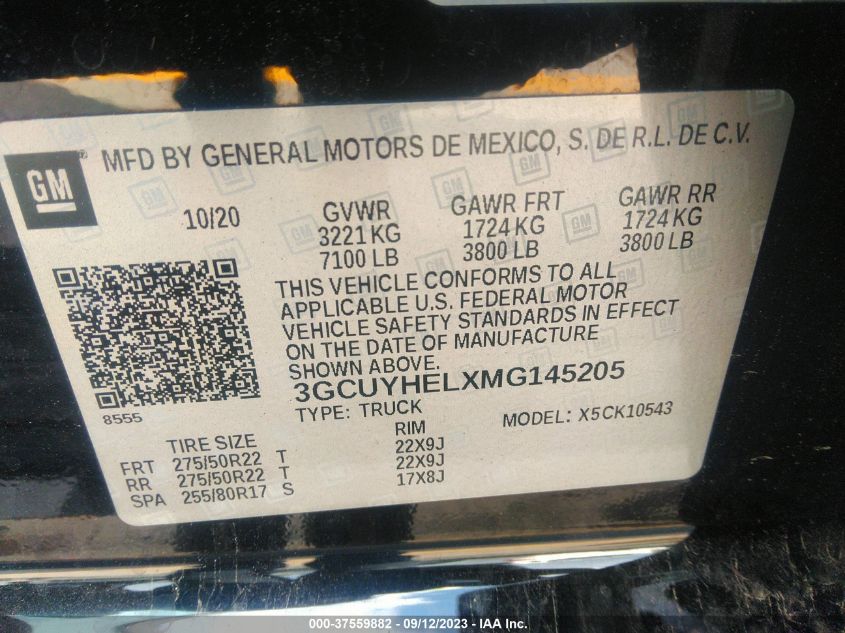 GM
MFD BY GENERAL MOTORS DE MEXICO, S. DE R.L. DE C.V.
10/20
GVWR GAWR FRT GAWR RR
3221 KG 1724 KG 1724 KG
7100 LB 3800 LB 3800 LB
THIS VEHICLE CONFORMS TO ALL
APPLICABLE U.S. FEDERAL MOTOR
VEHICLE SAFETY STANDARDS IN EFFECT
ON THE DATE OF MANUFACTURE
SHOWN ABOVE.
3GCUYHELXMG145205
8555
TYPE: TRUCK MODEL: X5CK10543
TIRE SIZE RIM
FRT 275/50R22 T 22X9J
RR 275/50R22 T 22X9J
SPA 255/80R17 S 17X8J
000-37559882 - 09/12/2023 - IAA Inc.